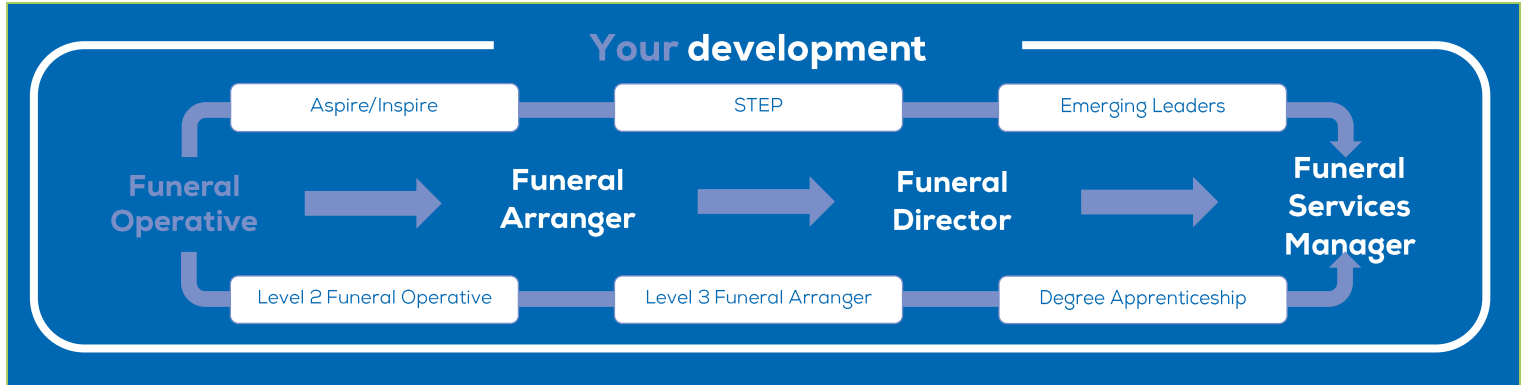 Your development
Aspire/Inspire
STEP
Emerging Leaders
Funeral
Operative
Funeral
Arranger
Funeral
Director
Funeral
Services
Manager
Level 2 Funeral Operative
Level 3 Funeral Arranger
Degree Apprenticeship